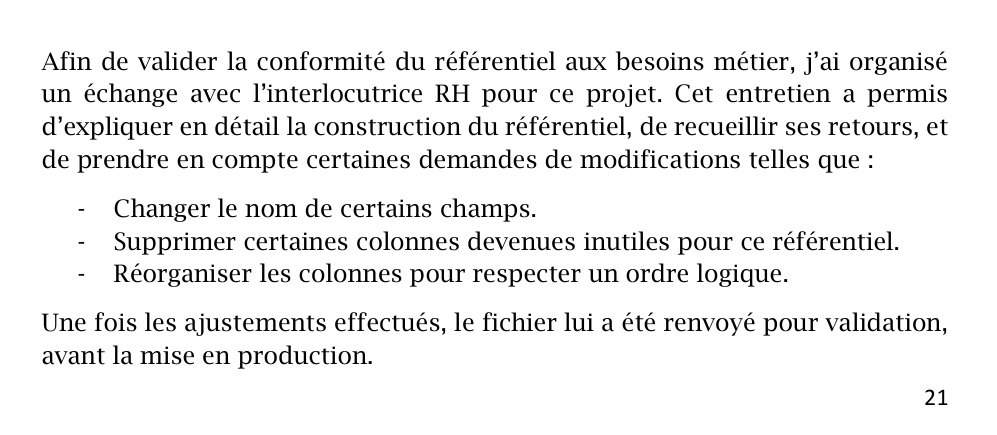 Afin de valider la conformité du référentiel aux besoins métier, j’ai organisé
un échange avec l’interlocutrice RH pour ce projet. Cet entretien a permis
d’expliquer en détail la construction du référentiel, de recueillir ses retours, et
de prendre en compte certaines demandes de modifications telles que :
- Changer le nom de certains champs.
- Supprimer certaines colonnes devenues inutiles pour ce référentiel.
- Réorganiser les colonnes pour respecter un ordre logique.
Une fois les ajustements effectués, le fichier lui a été renvoyé pour validation,
avant la mise en production.
21